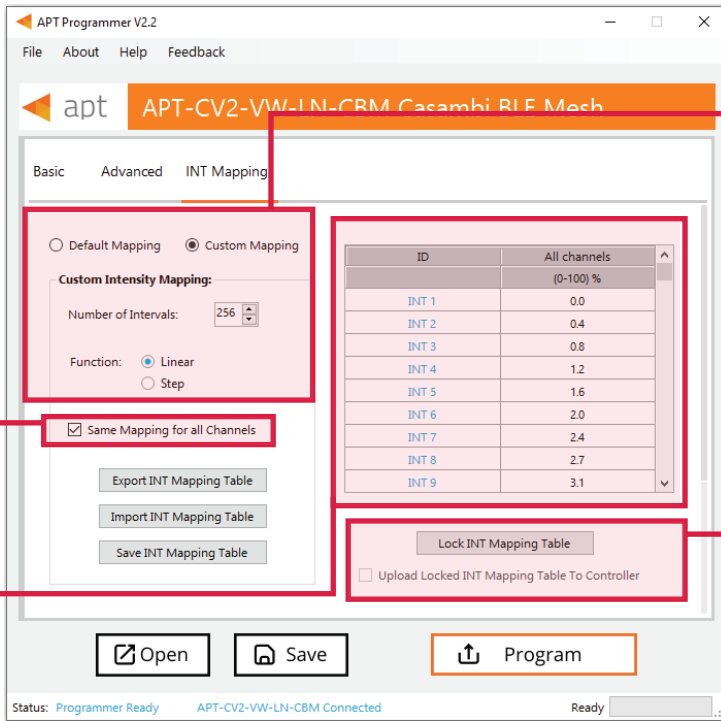 APT Programmer V2.2
File About Help Feedback
apt APT-CV2-VW-LN-CBM Casambi BLE Mesh
Basic Advanced INT Mapping
Default Mapping Custom Mapping
Custom Intensity Mapping:
Number of Intervals: 256
Function: Linear
Step
Same Mapping for all Channels
Export INT Mapping Table
Import INT Mapping Table
Save INT Mapping Table
ID All channels
(0-100) %
INT 1 0.0
INT 2 0.4
INT 3 0.8
INT 4 1.2
INT 5 1.6
INT 6 2.0
INT 7 2.4
INT 8 2.7
INT 9 3.1
Lock INT Mapping Table
Upload Locked INT Mapping Table To Controller
Open Save Program
Status: Programmer Ready APT-CV2-VW-LN-CBM Connected Ready